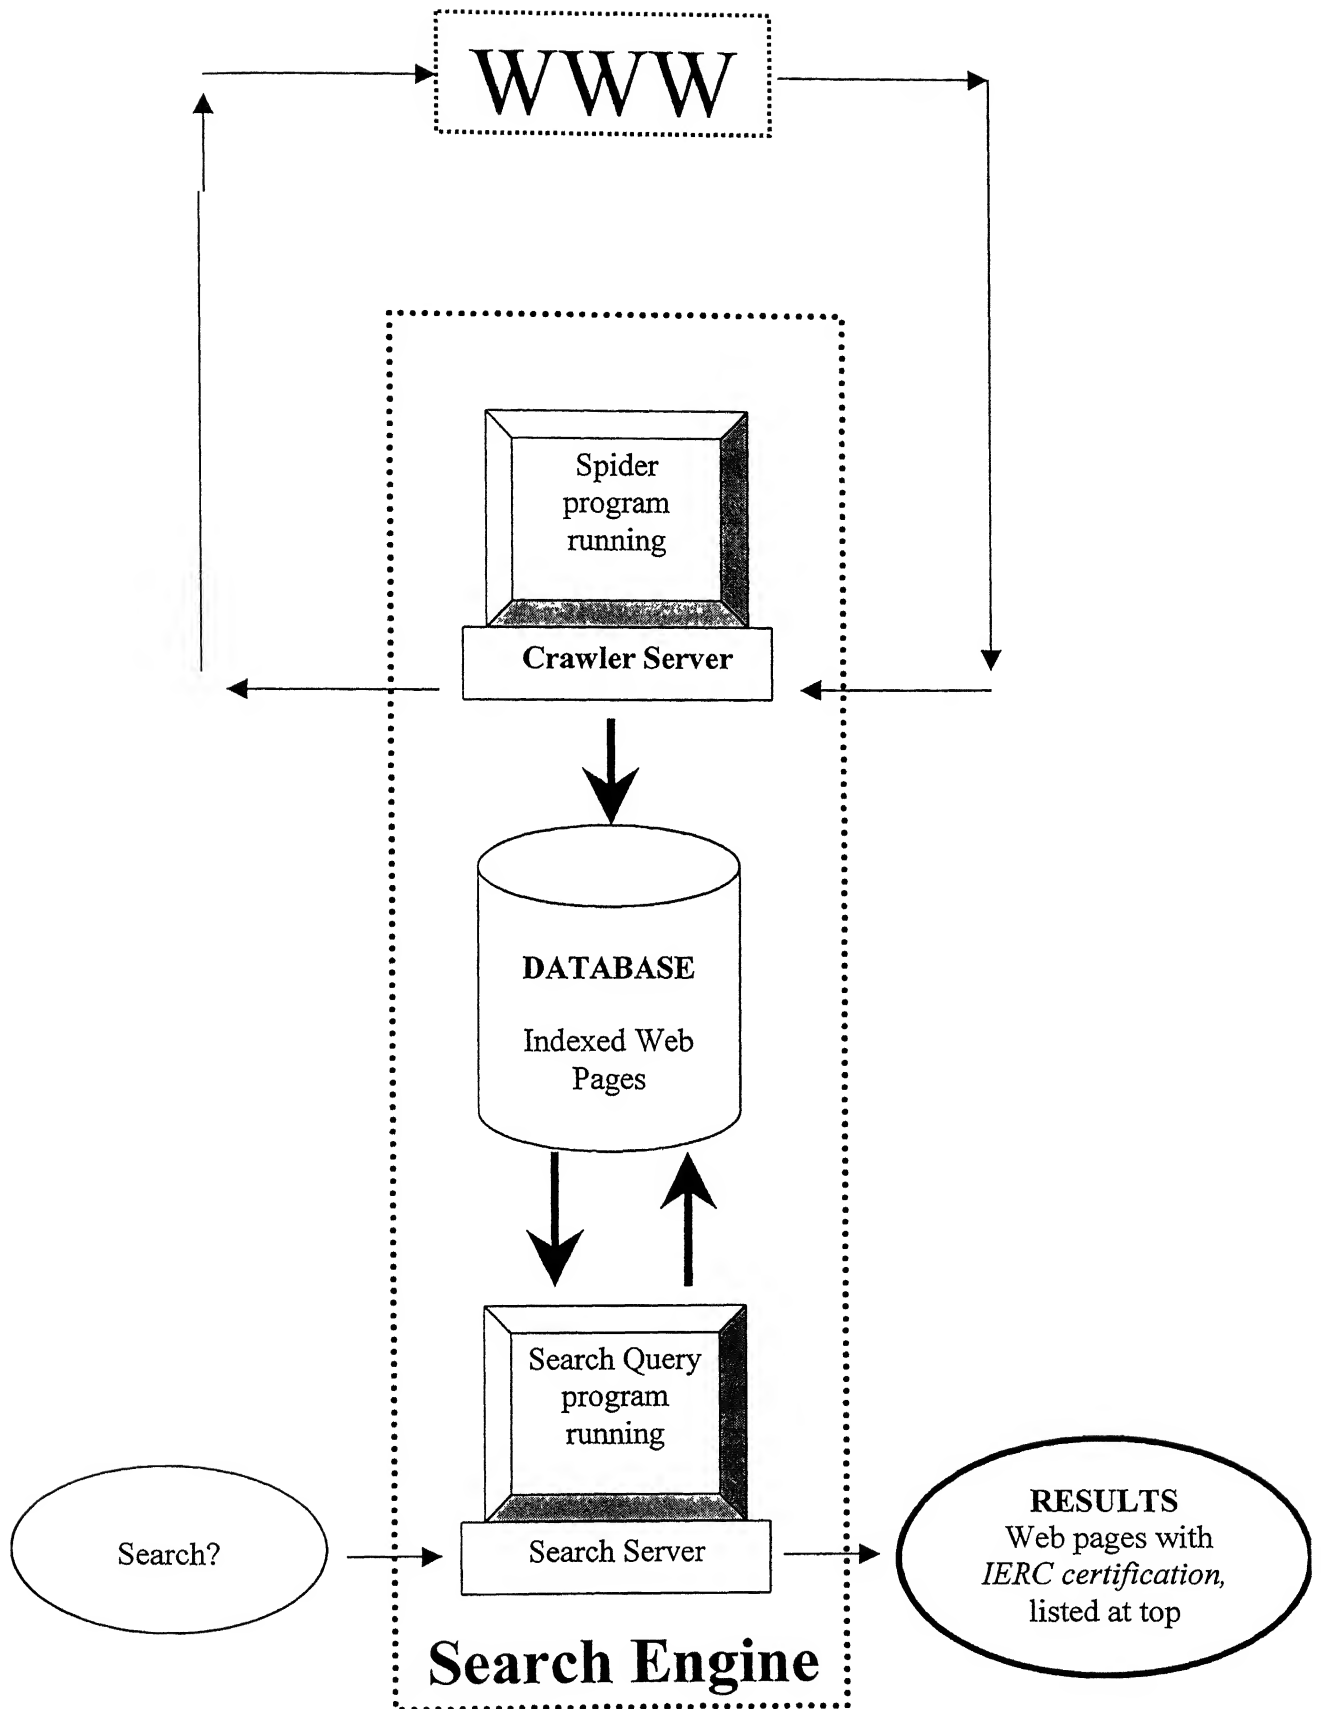 WWW
Spider
program
running
Crawler Server
DATABASE
Indexed Web
Pages
Search Query
program
running
Search?
Search Server
RESULTS
Web pages with
IERC certification,
listed at top
Search Engine